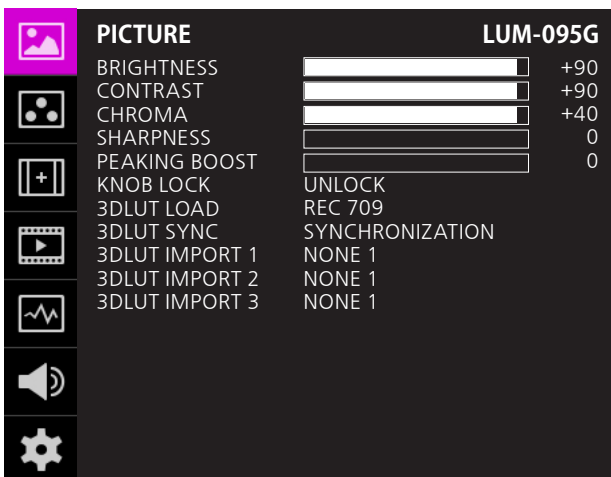 PICTURE LUM-095G
BRIGHTNESS +90
CONTRAST +90
CHROMA +40
SHARPNESS 0
PEAKING BOOST 0
KNOB LOCK UNLOCK
3DLUT LOAD REC 709
3DLUT SYNC SYNCHRONIZATION
3DLUT IMPORT 1 NONE 1
3DLUT IMPORT 2 NONE 1
3DLUT IMPORT 3 NONE 1